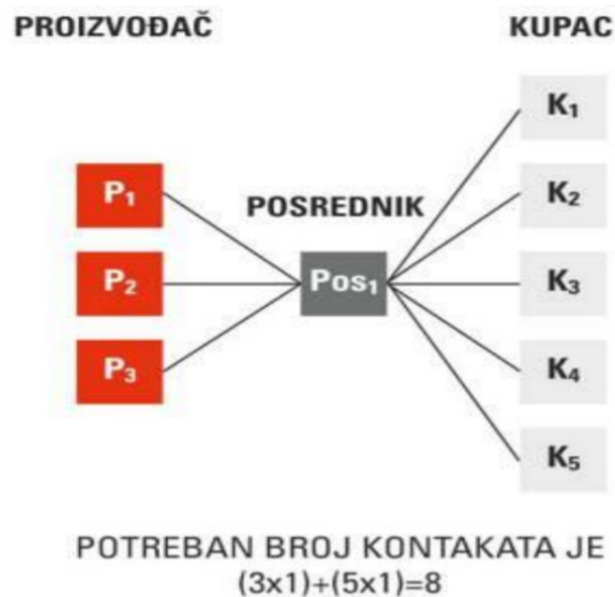 PROIZVOĐAČ KUPAC
K₁
P₁ K₂
POSREDNIK
P₂ Pos₁ K₃
P₃ K₄
K₅
POTREBAN BROJ KONTAKATA JE
(3x1)+(5x1)=8